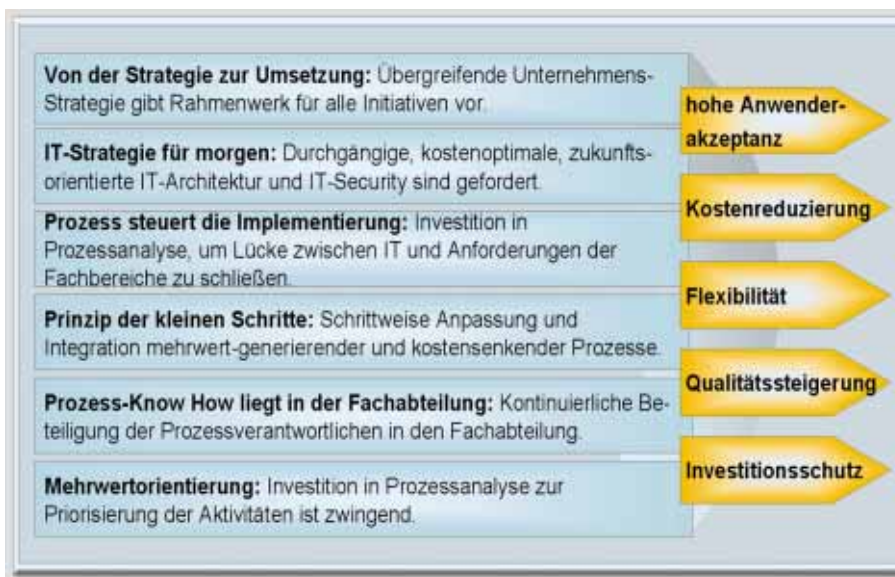 Von der Strategie zur Umsetzung: Übergreifende Unternehmens-
Strategie gibt Rahmenwerk für alle Initiativen vor.
IT-Strategie für morgen: Durchgängige, kostenoptimale, zukunfts-
orientierte IT-Architektur und IT-Security sind gefordert.
Prozess steuert die Implementierung: Investition in
Prozessanalyse, um Lücke zwischen IT und Anforderungen der
Fachbereiche zu schließen.
Prinzip der kleinen Schritte: Schrittweise Anpassung und
Integration mehrwert-generierender und kostensenkender Prozesse.
Prozess-Know How liegt in der Fachabteilung: Kontinuierliche Be-
teiligung der Prozessverantwortlichen in den Fachabteilung.
Mehrwertorientierung: Investition in Prozessanalyse zur
Priorisierung der Aktivitäten ist zwingend.
hohe Anwender-
akzeptanz
Kostenreduzierung
Flexibilität
Qualitätssteigerung
Investitionsschutz